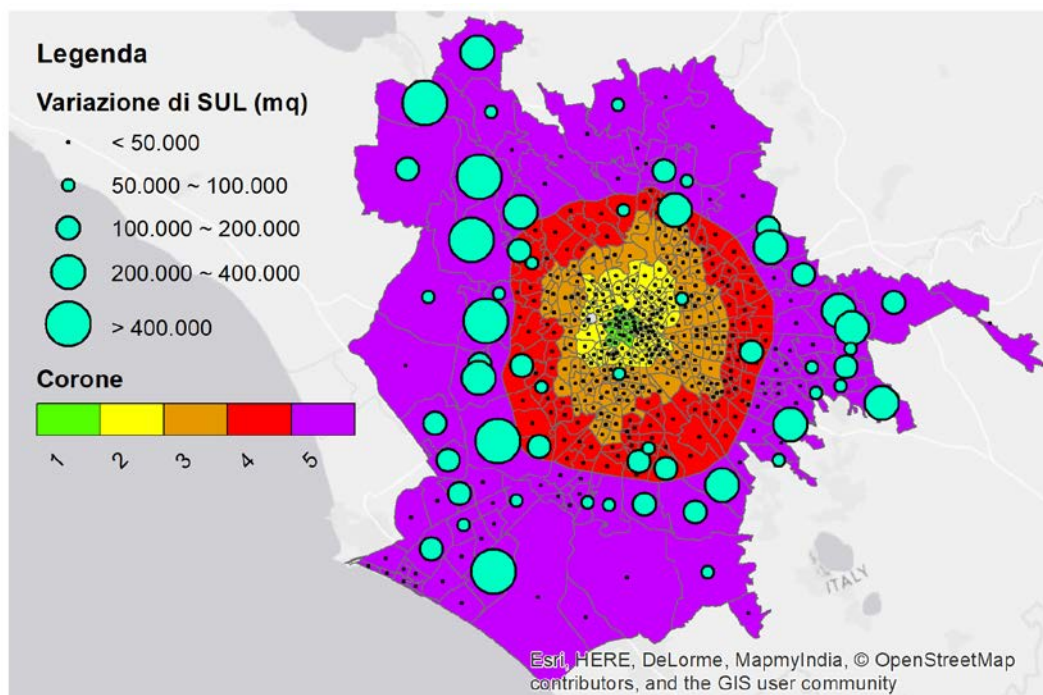 Legenda
Variazione di SUL (mq)
< 50.000
50.000 ~ 100.000
100.000 ~ 200.000
200.000 ~ 400.000
> 400.000
Corone
1 2 3 4 5
ITALY
Esri, HERE, DeLorme, MapmyIndia, © OpenStreetMap
contributors, and the GIS user community